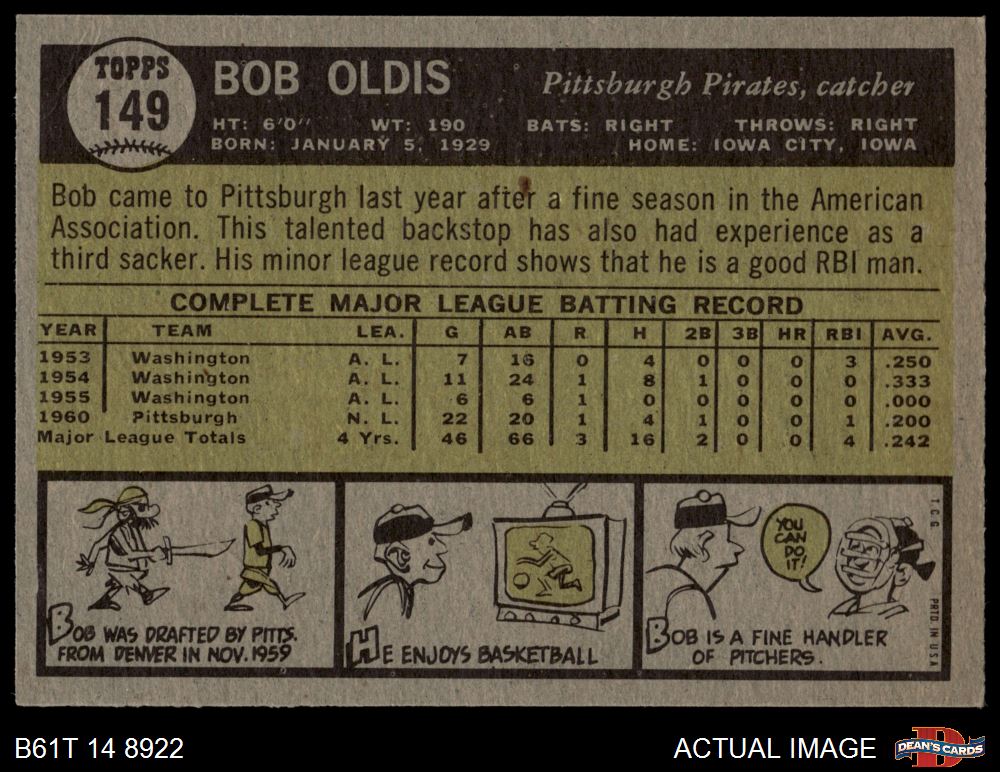 TOPPS
149
BOB OLDIS
Pittsburgh Pirates, catcher
HT: 6'0" WT: 190 BATS: RIGHT THROWS: RIGHT
BORN: JANUARY 5, 1929 HOME: IOWA CITY, IOWA
Bob came to Pittsburgh last year after a fine season in the American
Association. This talented backstop has also had experience as a
third sacker. His minor league record shows that he is a good RBI man.
COMPLETE MAJOR LEAGUE BATTING RECORD
YEAR TEAM LEA. G AB R H 2B 3B HR RBI AVG.
1953 Washington A. L. 7 16 0 4 0 0 0 3 .250
1954 Washington A. L. 11 24 1 8 1 0 0 0 .333
1955 Washington A. L. 6 6 1 0 0 0 0 0 .000
1960 Pittsburgh N. L. 22 20 1 4 1 0 0 1 .200
Major League Totals 4 Yrs. 46 66 3 16 2 0 0 4 .242
BOB WAS DRAFTED BY PITTS.
FROM DENVER IN NOV. 1959
HE ENJOYS BASKETBALL
YOU
CAN
DO
IT!
BOB IS A FINE HANDLER
OF PITCHERS.
T.C.G.
PRTD. IN U.S.A.
B61T 14 8922
ACTUAL IMAGE
DEAN'S CARDS